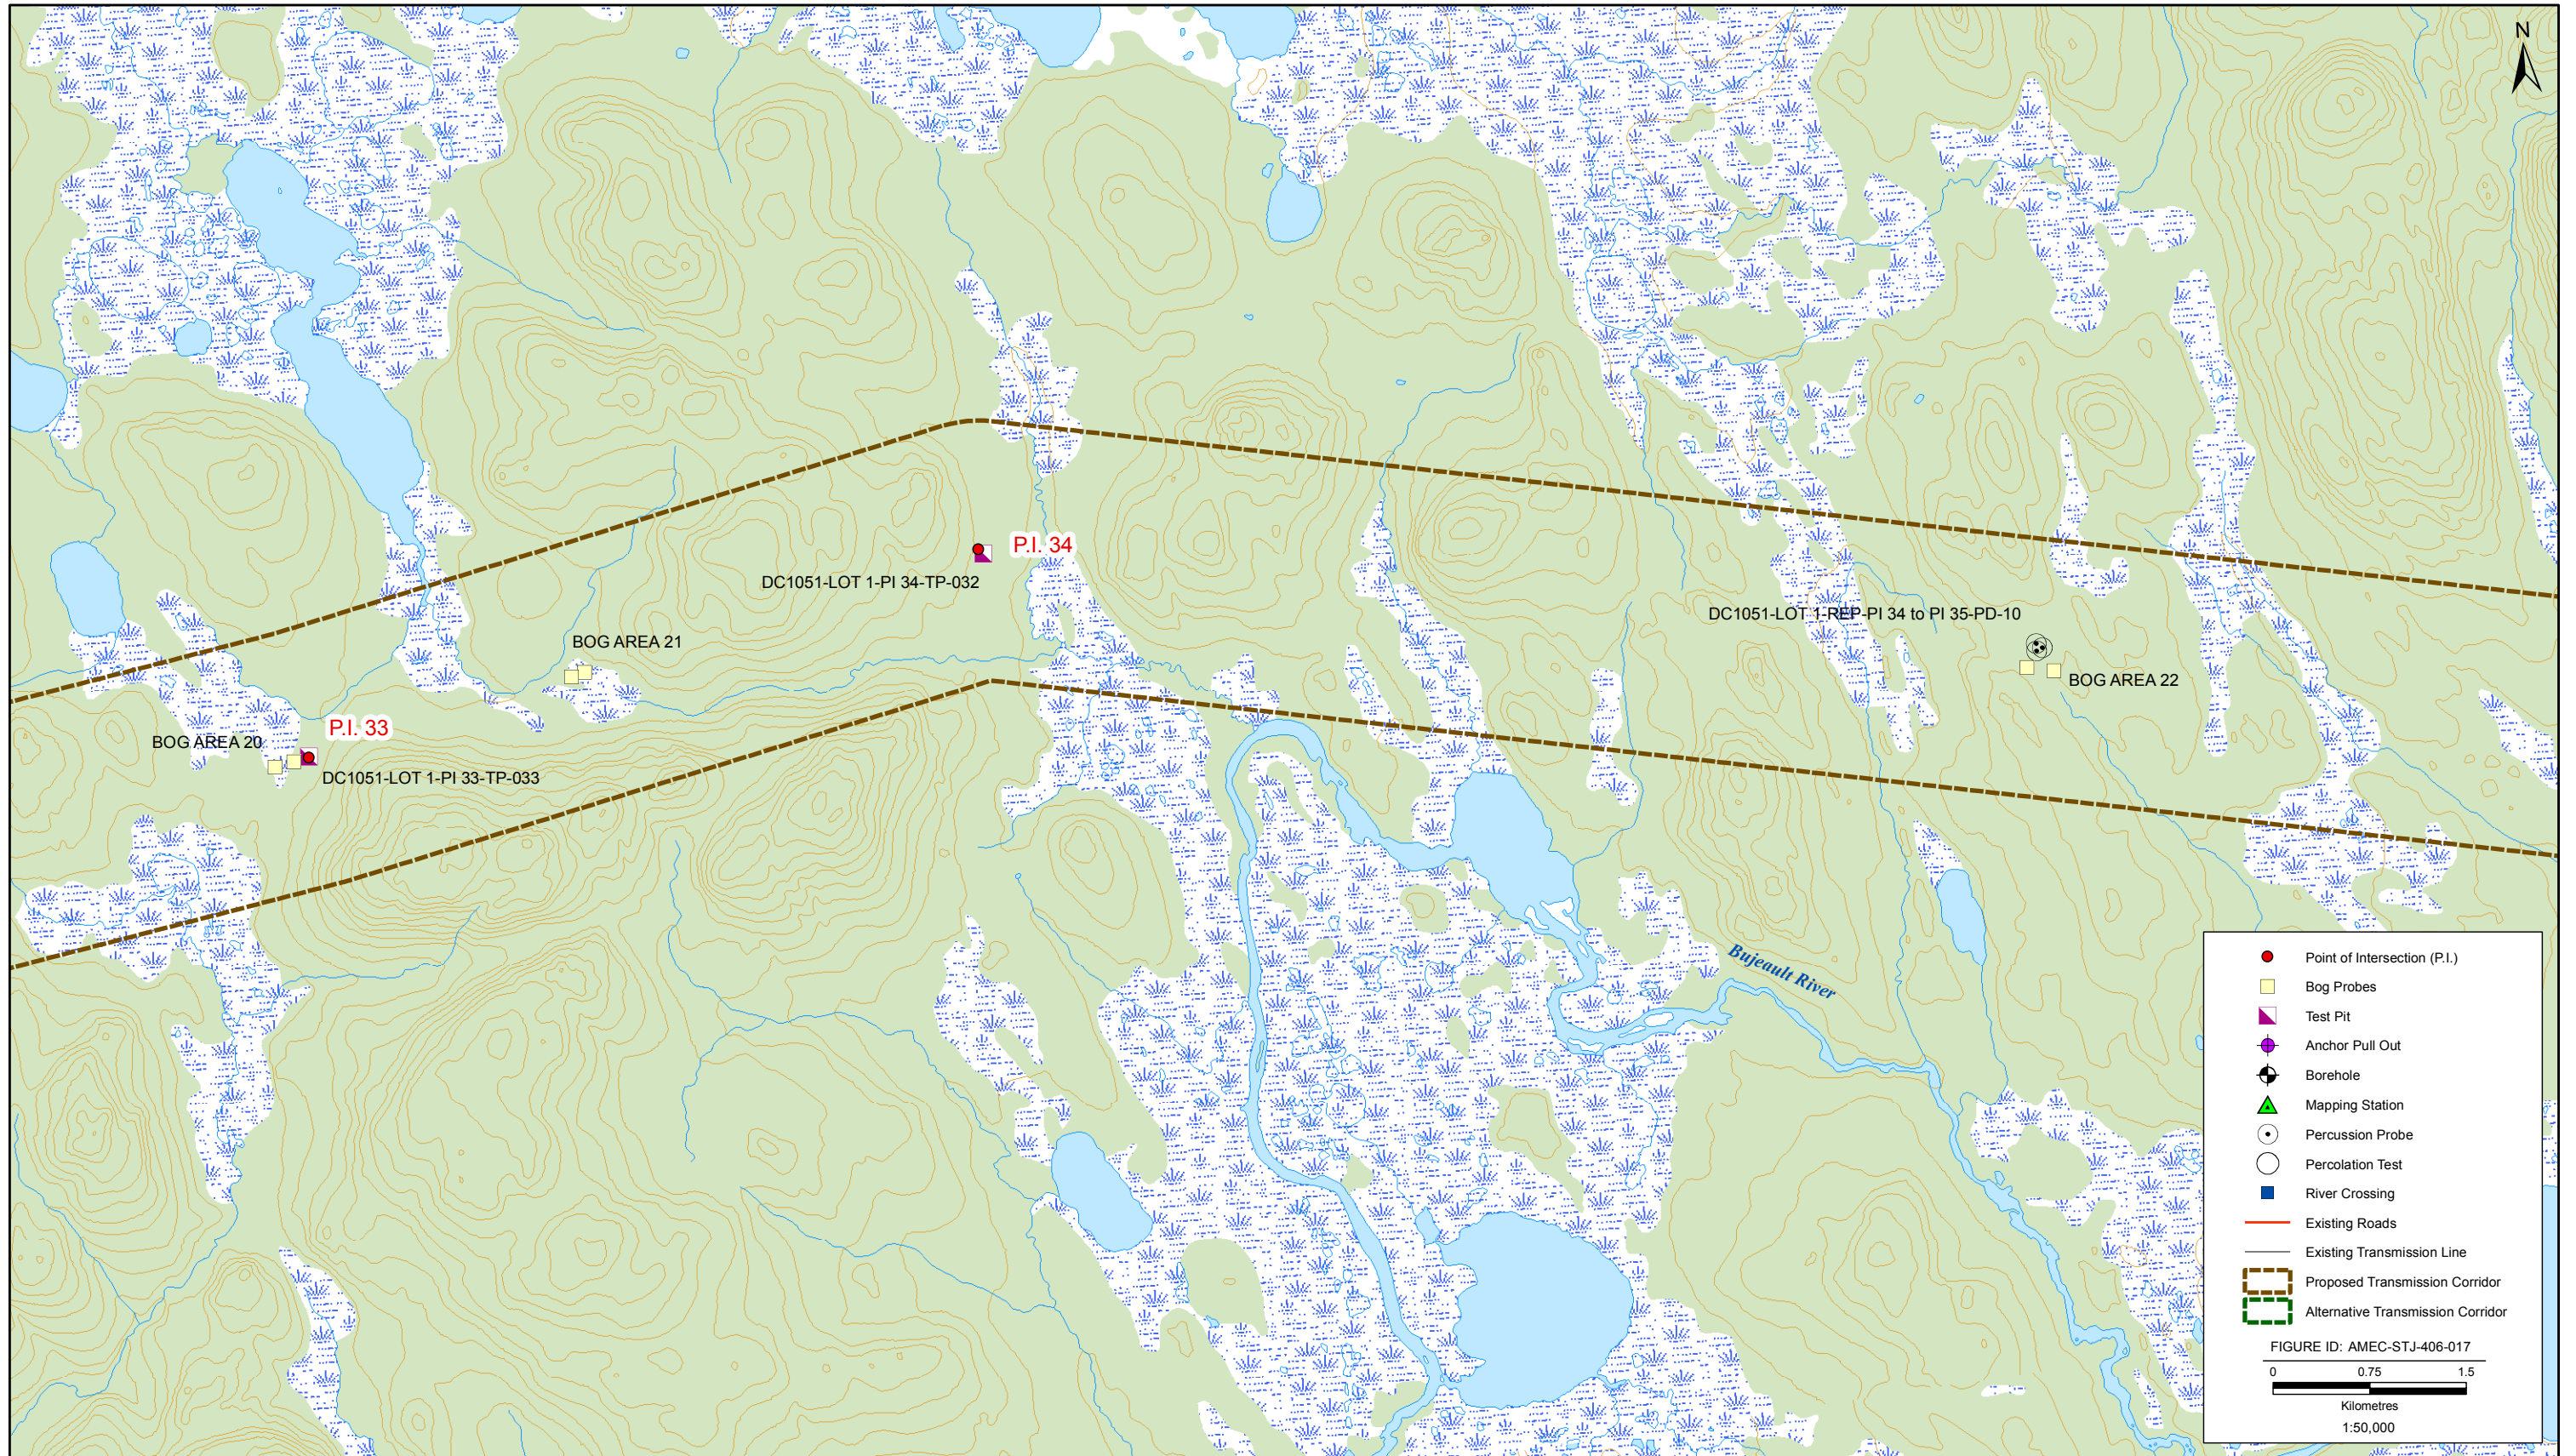 N
P.I. 34
DC1051-LOT 1-PI 34-TP-032
DC1051-LOT 1-REP-PI 34 to PI 35-PD-10
BOG AREA 21
BOG AREA 22
P.I. 33
BOG AREA 20
DC1051-LOT 1-PI 33-TP-033
Bujeault River
Point of Intersection (P.I.)
Bog Probes
Test Pit
Anchor Pull Out
Borehole
Mapping Station
Percussion Probe
Percolation Test
River Crossing
Existing Roads
Existing Transmission Line
Proposed Transmission Corridor
Alternative Transmission Corridor
FIGURE ID: AMEC-STJ-406-017
0 0.75 1.5
Kilometres
1:50,000